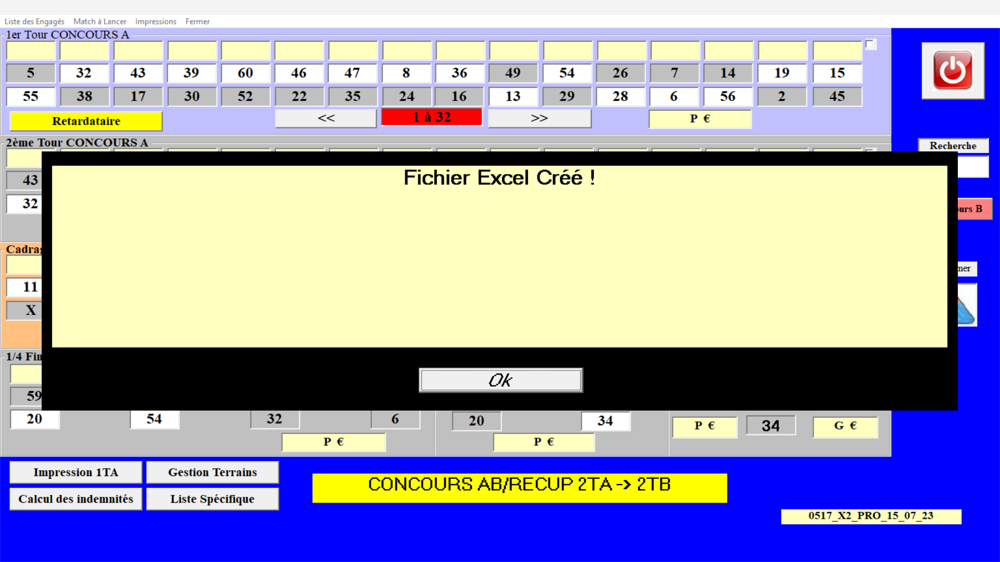 Liste des Engagés Match à Lancer Impressions Fermer
1er Tour CONCOURS A
5 32 43 39 60 46 47 8 36 49 54 26 7 14 19 15
55 38 17 30 52 22 35 24 16 13 29 28 6 56 2 45
Retardataire << 1 à 32 >> P €
2ème Tour CONCOURS A
Recherche
43
32
Fichier Excel Créé !
urs B
11
X
1/4
59
Ok
20 54 32 6 20 34
P € 34 G €
P € P €
Impression 1TA Gestion Terrains
Calcul des indemnités Liste Spécifique
CONCOURS AB/RECUP 2TA -> 2TB
0517_X2_PRO_15_07_23